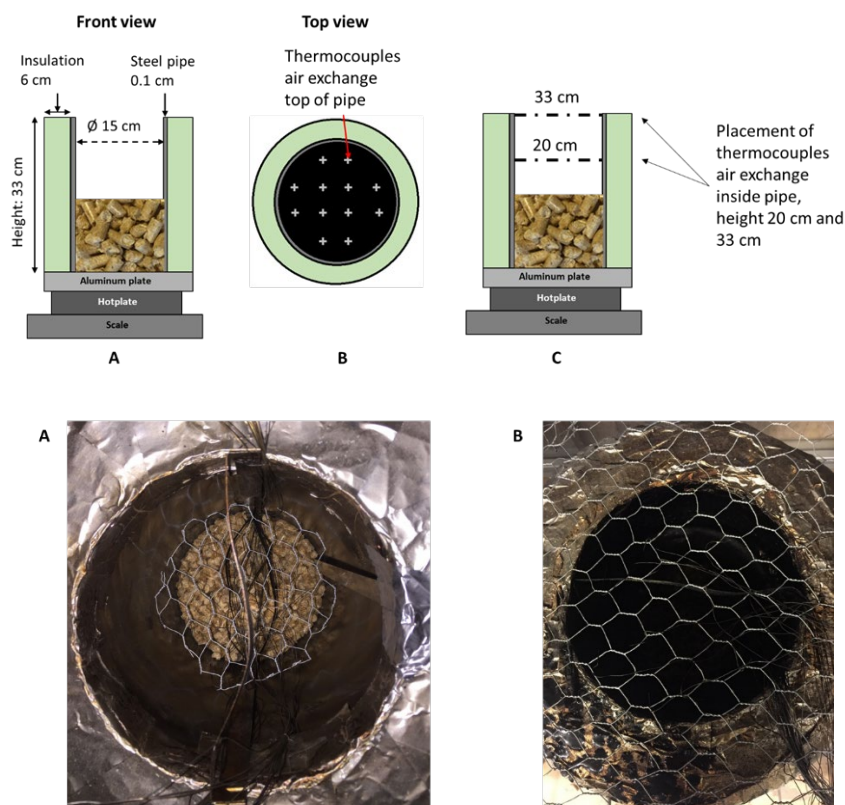 Front view
Top view
Insulation
6 cm
Steel pipe
0.1 cm
Ø 15 cm
Height: 33 cm
Aluminum plate
Hotplate
Scale
A
Thermocouples
air exchange
top of pipe
B
33 cm
20 cm
Placement of
thermocouples
air exchange
inside pipe,
height 20 cm and
33 cm
Aluminum plate
Hotplate
Scale
C
A
B